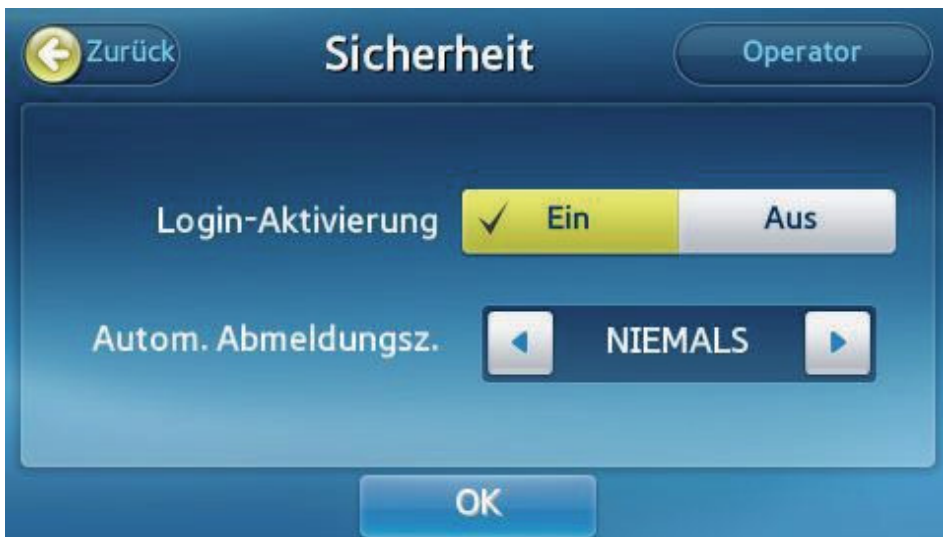 Zurück Sicherheit Operator
Login-Aktivierung Ein Aus
Autom. Abmeldungsz. NIEMALS
OK